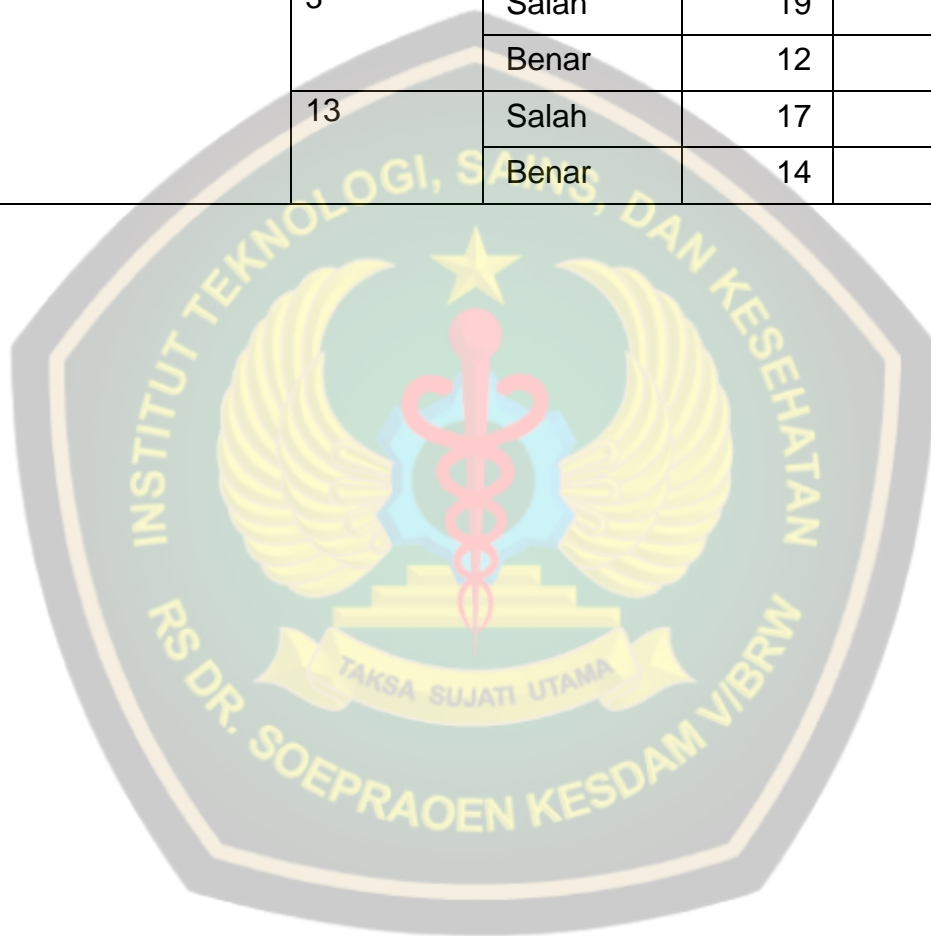 5 Salah 19
Benar 12
13 Salah 17
Benar 14
INSTITUT TEKNOLOGI, SAINS, DAN KESEHATAN
TAKSA SUJATI UTAMA
RS DR. SOEPRAOEN KESDAM V/BRW